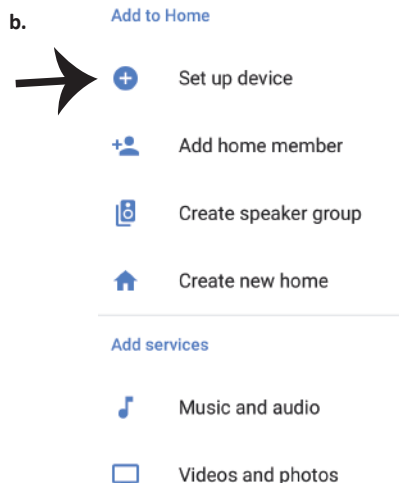 b.
Add to Home
Set up device
Add home member
Create speaker group
Create new home
Add services
Music and audio
Videos and photos